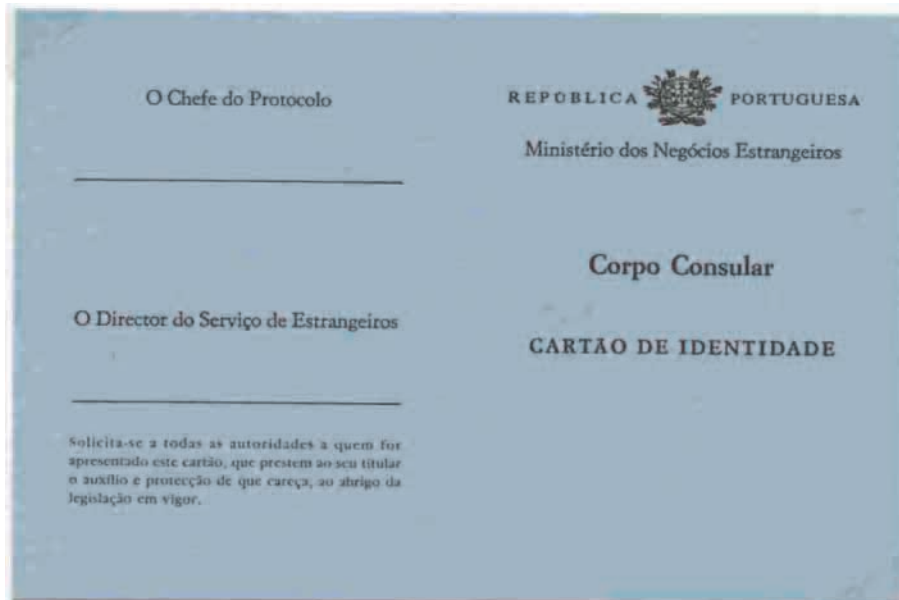 O Chefe do Protocolo
O Director do Serviço de Estrangeiros
Solicita-se a todas as autoridades a quem for
apresentado este cartão, que prestem ao seu titular
o auxílio e protecção de que careça, ao abrigo da
legislação em vigor.
REPÚBLICA PORTUGUESA
Ministério dos Negócios Estrangeiros
Corpo Consular
CARTÃO DE IDENTIDADE